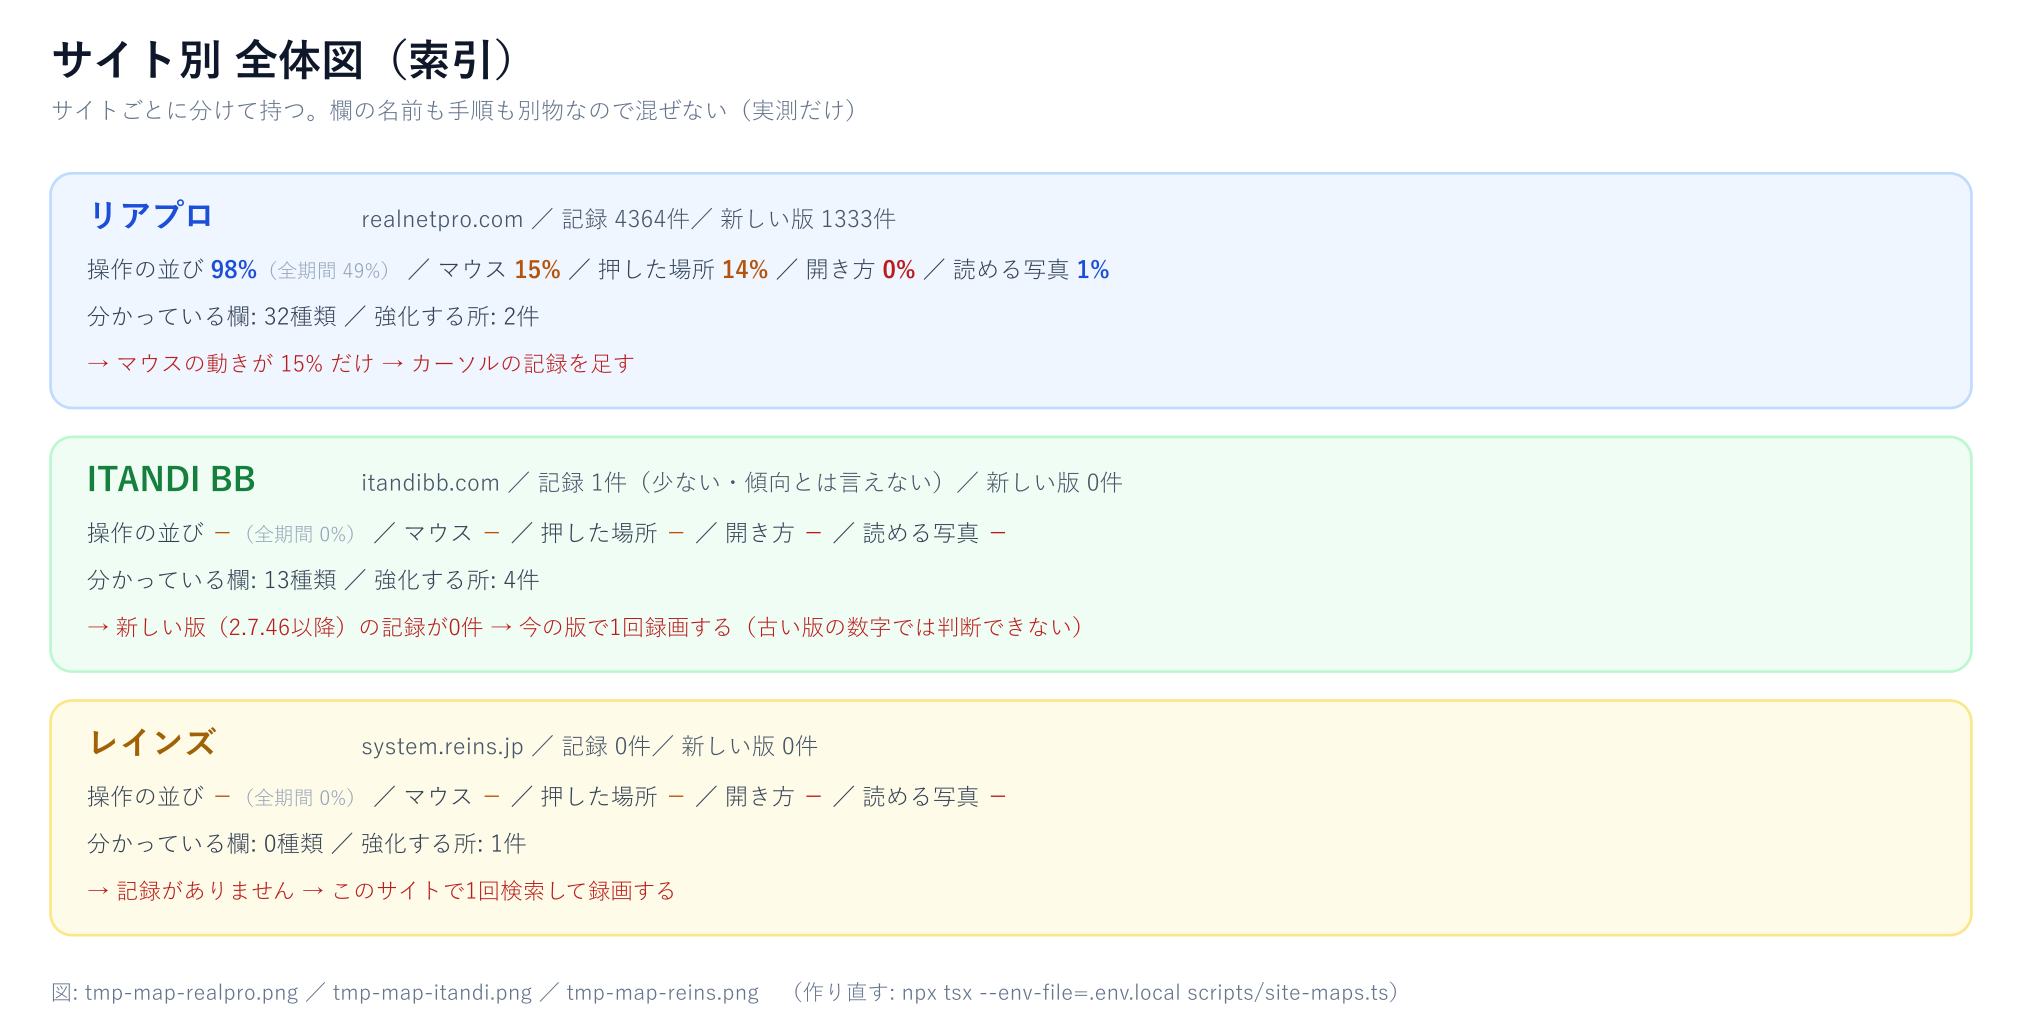 サイト別 全体図（索引）
サイトごとに分けて持つ。欄の名前も手順も別物なので混ぜない（実測だけ）
リアプロ realnetpro.com ／ 記録 4364件／ 新しい版 1333件
操作の並び 98%（全期間 49%） ／ マウス 15% ／ 押した場所 14% ／ 開き方 0% ／ 読める写真 1%
分かっている欄: 32種類 ／ 強化する所: 2件
→ マウスの動きが 15% だけ → カーソルの記録を足す
ITANDI BB itandibb.com ／ 記録 1件（少ない・傾向とは言えない）／ 新しい版 0件
操作の並び －（全期間 0%） ／ マウス － ／ 押した場所 － ／ 開き方 － ／ 読める写真 －
分かっている欄: 13種類 ／ 強化する所: 4件
→ 新しい版（2.7.46以降）の記録が0件 → 今の版で1回録画する（古い版の数字では判断できない）
レインズ system.reins.jp ／ 記録 0件／ 新しい版 0件
操作の並び －（全期間 0%） ／ マウス － ／ 押した場所 － ／ 開き方 － ／ 読める写真 －
分かっている欄: 0種類 ／ 強化する所: 1件
→ 記録がありません → このサイトで1回検索して録画する
図: tmp-map-realpro.png ／ tmp-map-itandi.png ／ tmp-map-reins.png （作り直す: npx tsx --env-file=.env.local scripts/site-maps.ts）